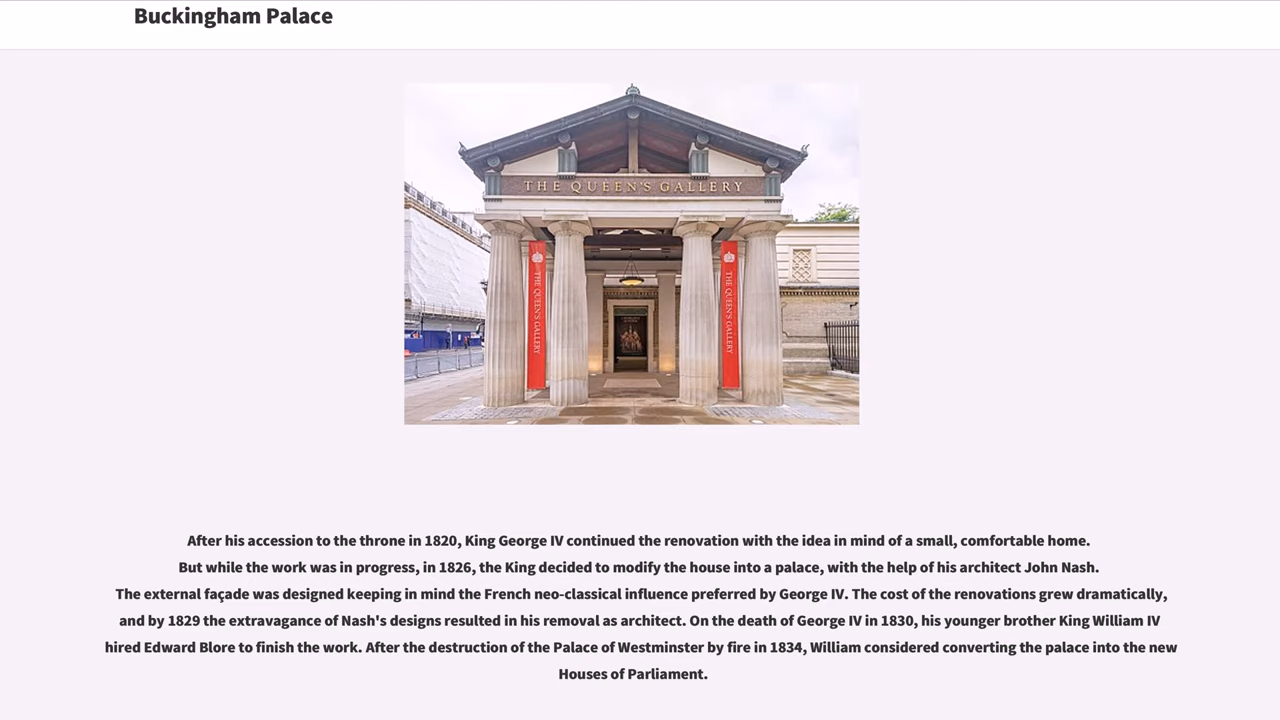 Buckingham Palace
THE QUEEN'S GALLERY
THE QUEEN'S GALLERY
THE QUEEN'S GALLERY
After his accession to the throne in 1820, King George IV continued the renovation with the idea in mind of a small, comfortable home.
But while the work was in progress, in 1826, the King decided to modify the house into a palace, with the help of his architect John Nash.
The external façade was designed keeping in mind the French neo-classical influence preferred by George IV. The cost of the renovations grew dramatically,
and by 1829 the extravagance of Nash's designs resulted in his removal as architect. On the death of George IV in 1830, his younger brother King William IV
hired Edward Blore to finish the work. After the destruction of the Palace of Westminster by fire in 1834, William considered converting the palace into the new
Houses of Parliament.